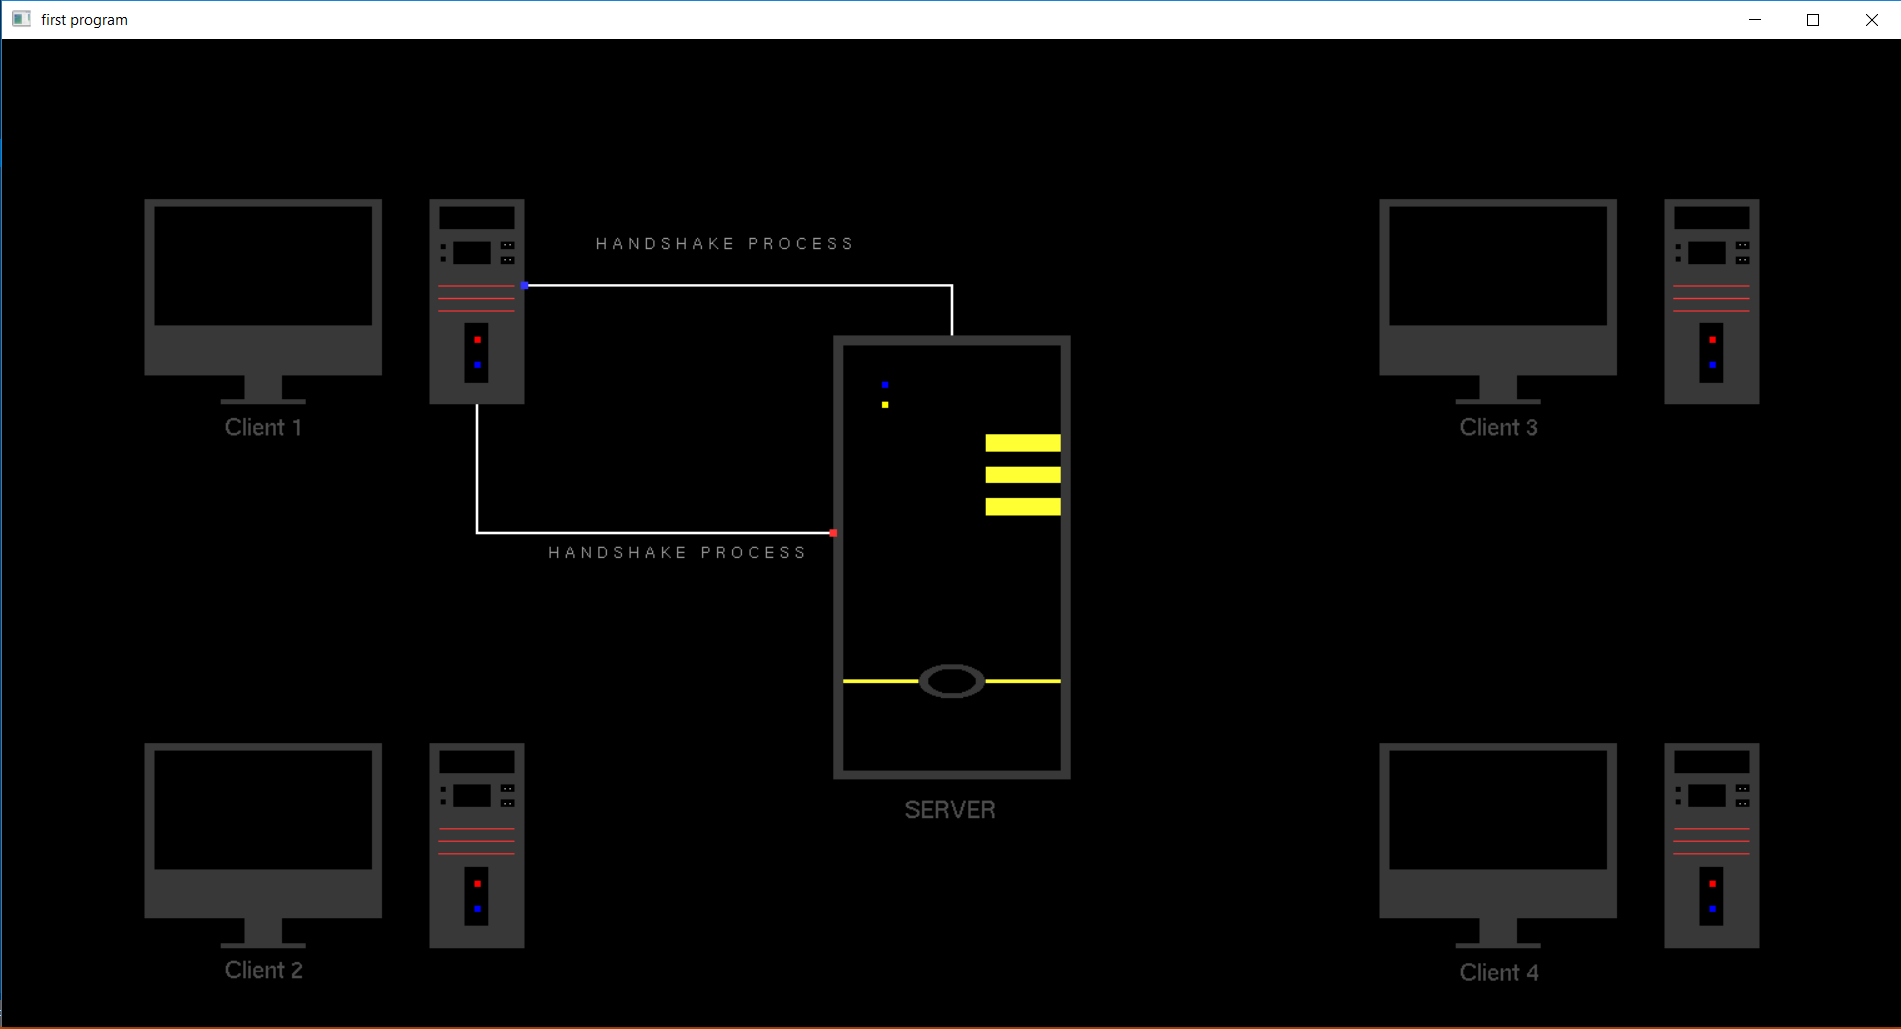 first program
HANDSHAKE PROCESS
Client 1
Client 3
HANDSHAKE PROCESS
SERVER
Client 2
Client 4